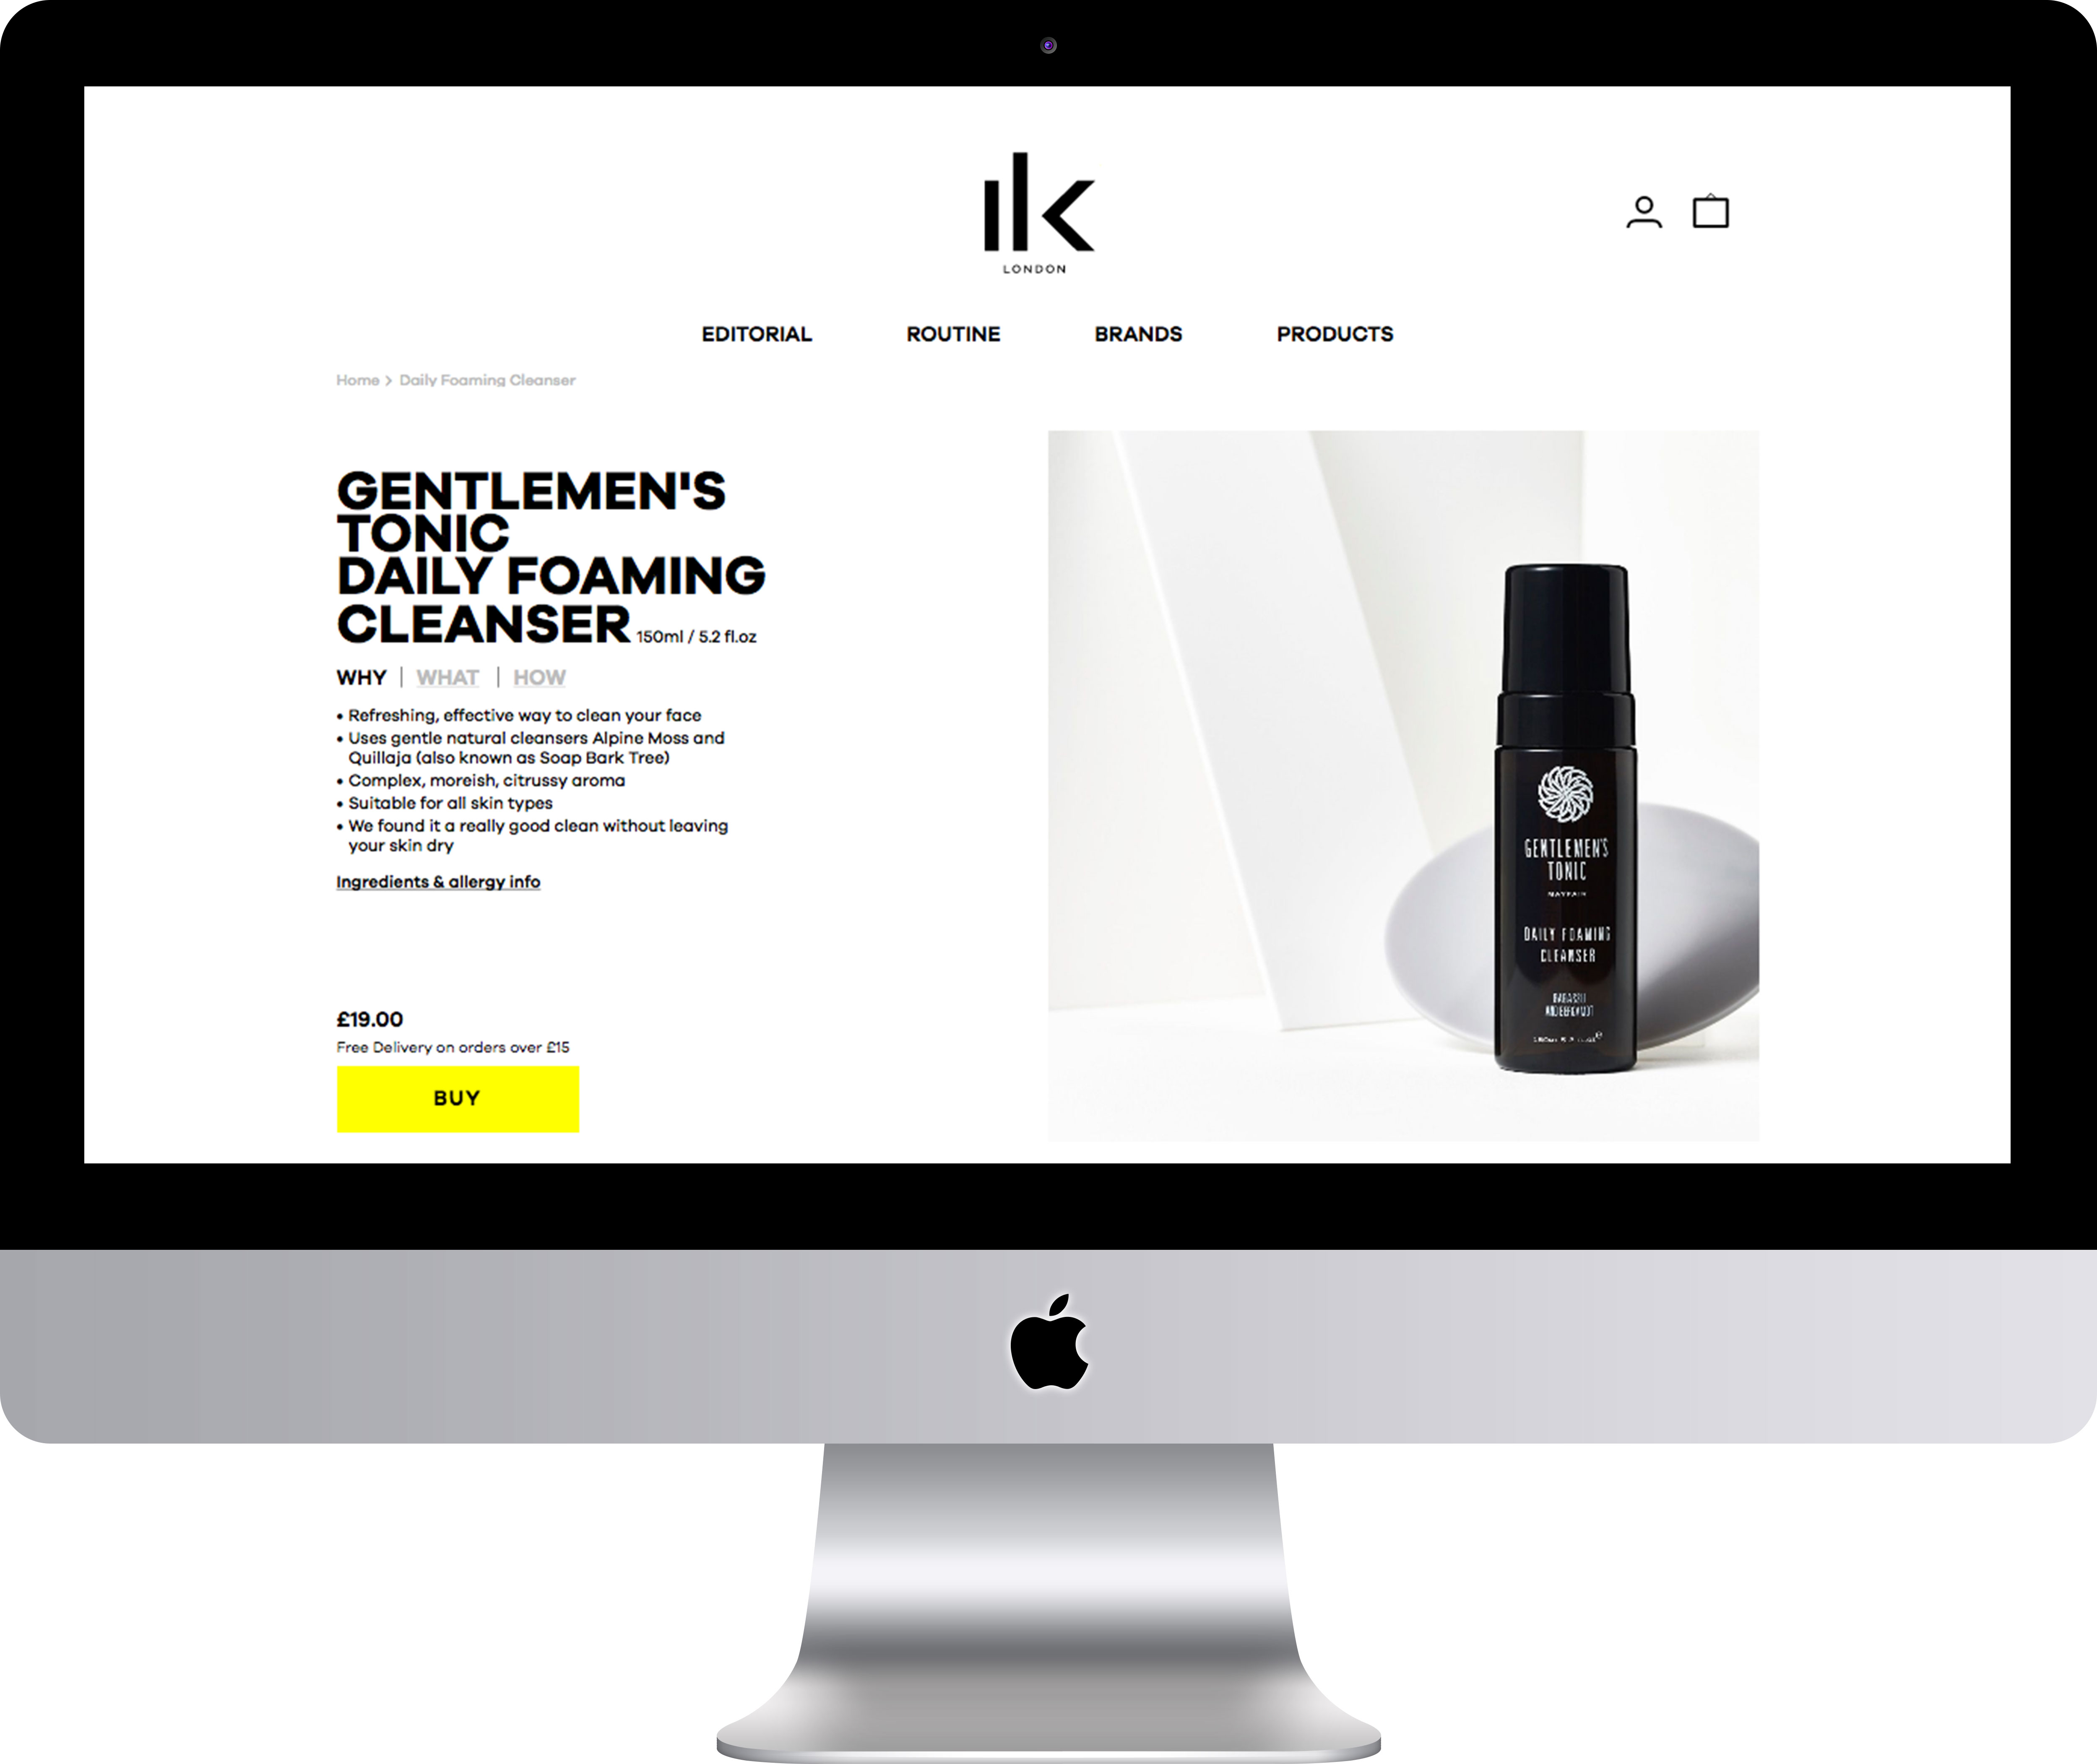 ılk
LONDON
EDITORIAL ROUTINE BRANDS PRODUCTS
Home > Daily Foaming Cleanser
GENTLEMEN'S
TONIC
DAILY FOAMING
CLEANSER 150ml / 5.2 fl.oz
WHY | WHAT | HOW
• Refreshing, effective way to clean your face
• Uses gentle natural cleansers Alpine Moss and
Quillaja (also known as Soap Bark Tree)
• Complex, moreish, citrussy aroma
• Suitable for all skin types
• We found it a really good clean without leaving
your skin dry
Ingredients & allergy info
£19.00
Free Delivery on orders over £15
BUY
GENTLEMEN'S
TONIC
MAYFAIR
DAILY FOAMING
CLEANSER